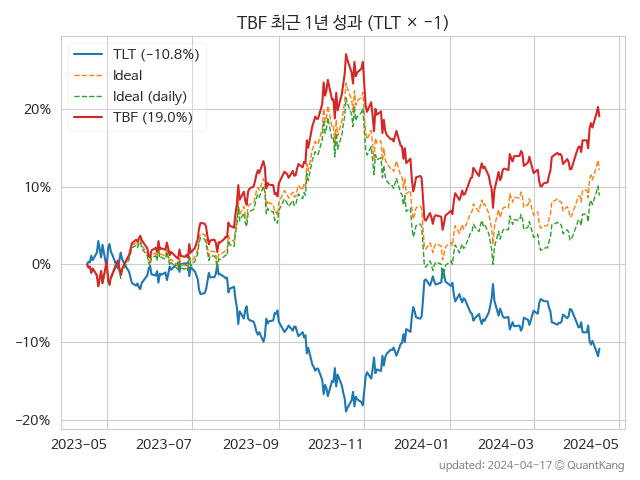 TBF 최근 1년 성과 (TLT × −1)
TLT (−10.8%)
Ideal
Ideal (daily)
TBF (19.0%)
20%
10%
0%
−10%
−20%
2023-05 2023-07 2023-09 2023-11 2024-01 2024-03 2024-05
updated: 2024-04-17 © QuantKang